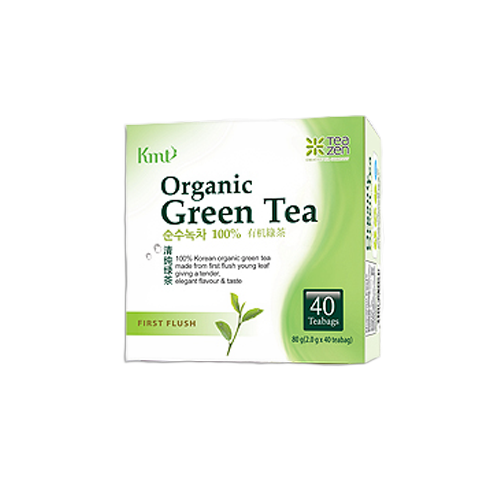 Kmt
Tea
zen
Organic
Green Tea
순수녹차 100% 有机綠茶
清纯绿茶
100% Korean organic green tea
made from first flush young leaf
giving a tender,
elegant flavour & taste
FIRST FLUSH
40
Teabags
80 g(2.0 g x 40 teabag)